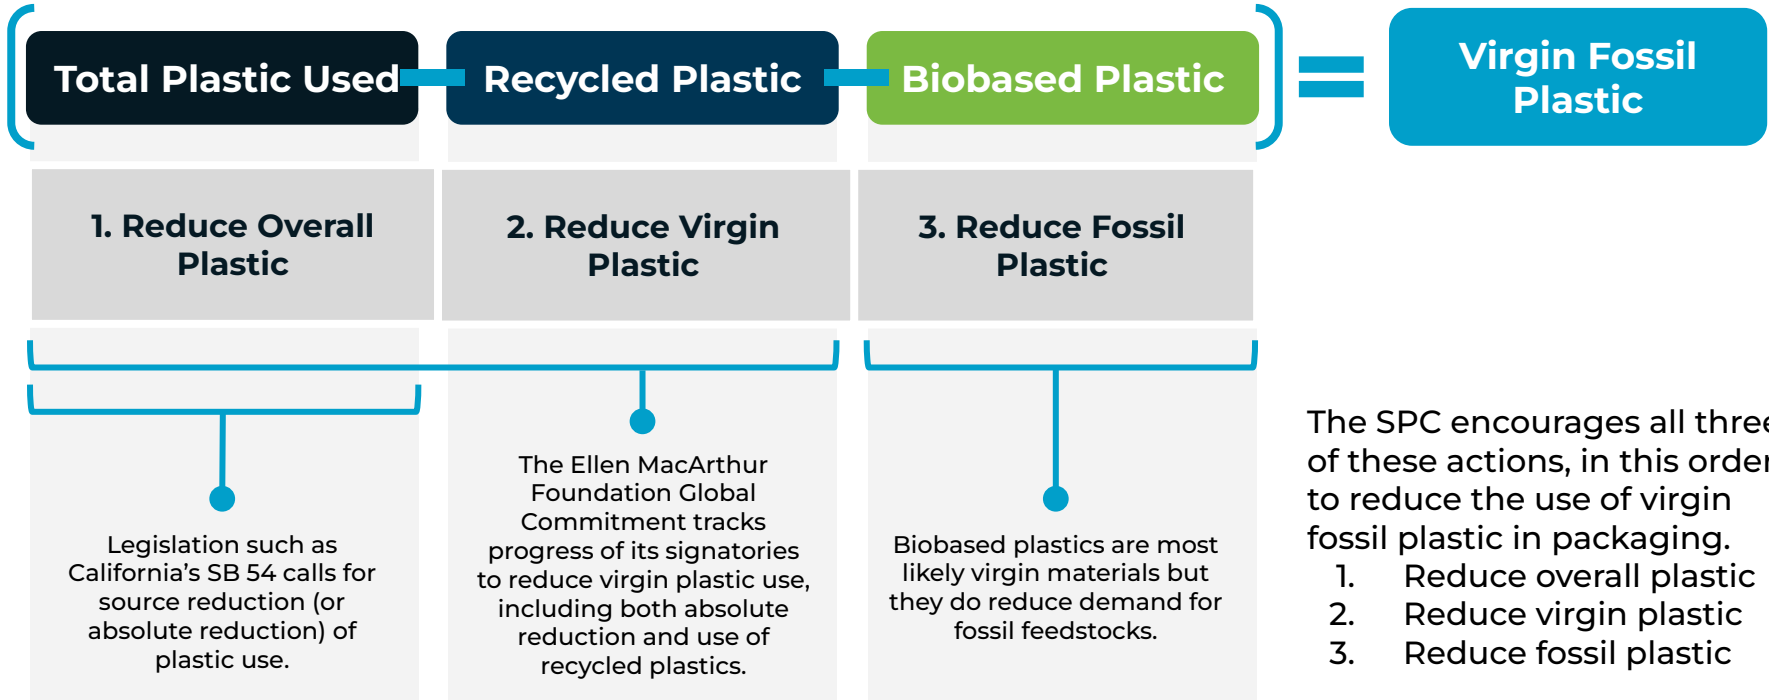 Total Plastic Used
Recycled Plastic
Biobased Plastic
=
Virgin Fossil
Plastic
1. Reduce Overall
Plastic
2. Reduce Virgin
Plastic
3. Reduce Fossil
Plastic
Legislation such as
California’s SB 54 calls for
source reduction (or
absolute reduction) of
plastic use.
The Ellen MacArthur
Foundation Global
Commitment tracks
progress of its signatories
to reduce virgin plastic use,
including both absolute
reduction and use of
recycled plastics.
Biobased plastics are most
likely virgin materials but
they do reduce demand for
fossil feedstocks.
The SPC encourages all three
of these actions, in this order
to reduce the use of virgin
fossil plastic in packaging.
1. Reduce overall plastic
2. Reduce virgin plastic
3. Reduce fossil plastic